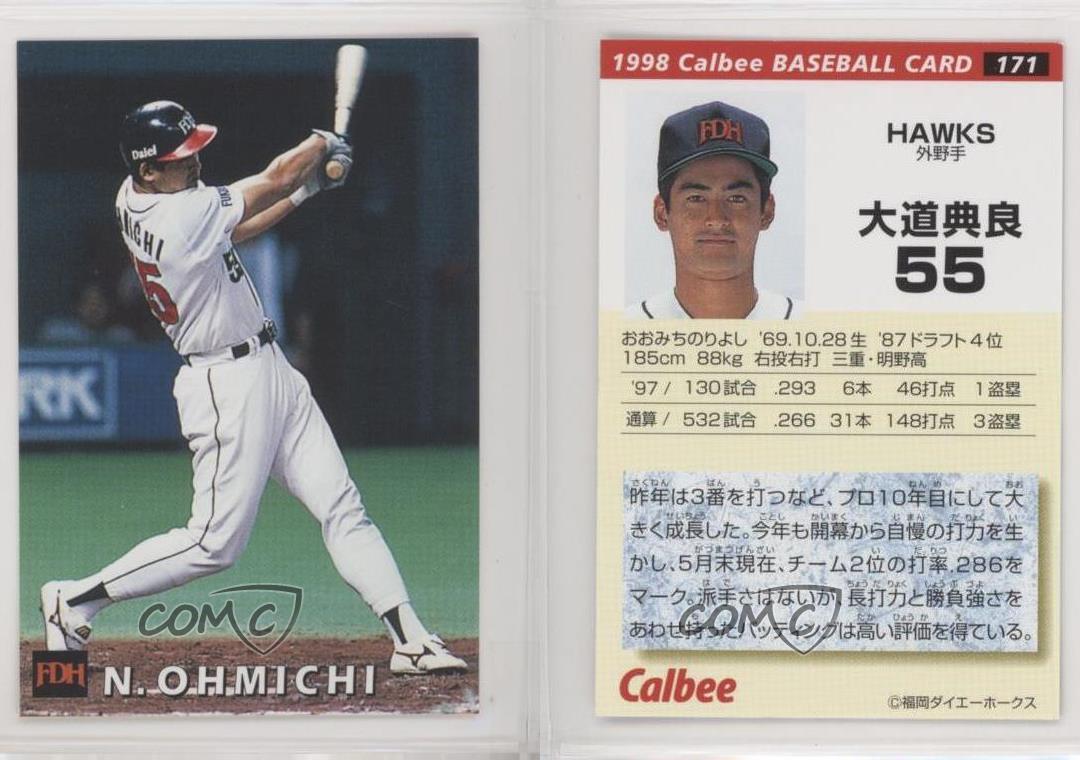 FDH
Daiei
MICHI
55
RK
COMC
FDH N. OHMICHI
1998 Calbee BASEBALL CARD 171
FDH
HAWKS
外野手
大道典良
55
おおみちのりよし '69.10.28生 '87ドラフト4位
185cm 88kg 右投右打 三重・明野高
'97/ 130試合 .293 6本 46打点 1盗塁
通算/ 532試合 .266 31本 148打点 3盗塁
昨年は3番を打つなど、プロ10年目にして大
きく成長した。今年も開幕から自慢の打力を生
かし、5月末現在、チーム2位の打率.286を
マーク。派手さはないが、長打力と勝負強さを
あわせ持ったバッティングは高い評価を得ている。
COMC
Calbee
©福岡ダイエーホークス